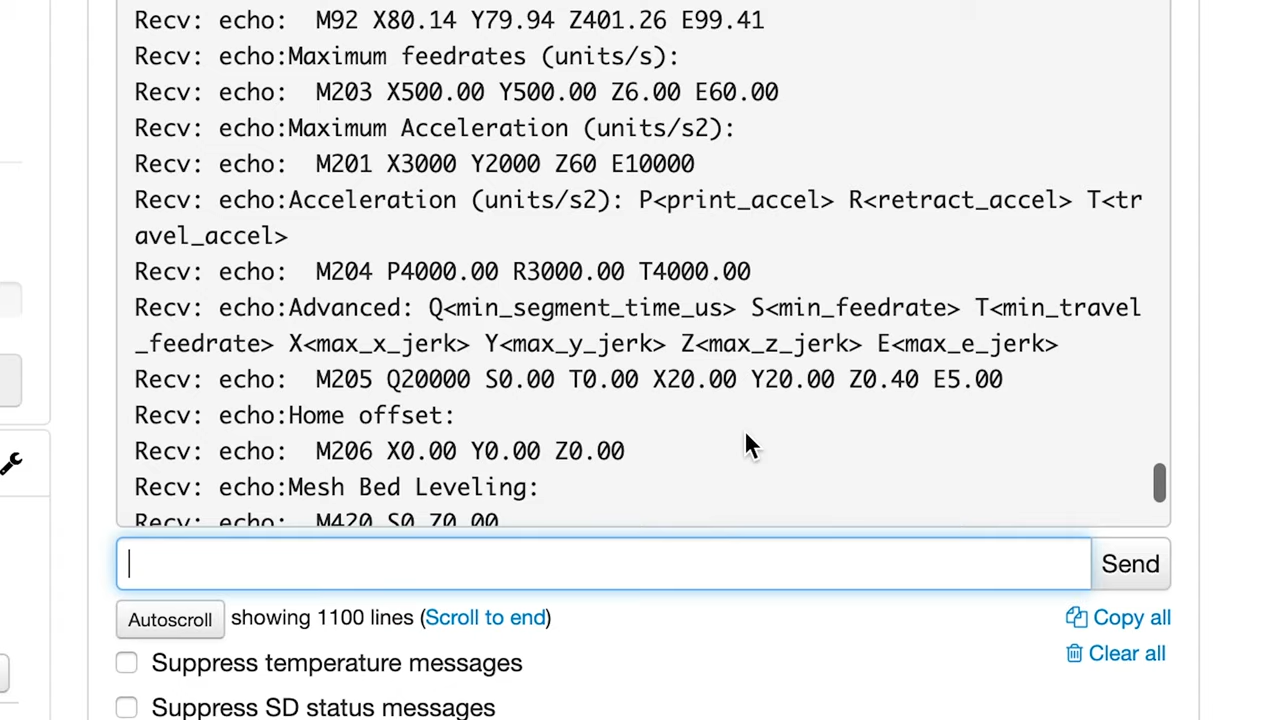 Recv: echo:  M92 X80.14 Y79.94 Z401.26 E99.41
Recv: echo:Maximum feedrates (units/s):
Recv: echo:  M203 X500.00 Y500.00 Z6.00 E60.00
Recv: echo:Maximum Acceleration (units/s2):
Recv: echo:  M201 X3000 Y2000 Z60 E10000
Recv: echo:Acceleration (units/s2): P<print_accel> R<retract_accel> T<tr
avel_accel>
Recv: echo:  M204 P4000.00 R3000.00 T4000.00
Recv: echo:Advanced: Q<min_segment_time_us> S<min_feedrate> T<min_travel
_feedrate> X<max_x_jerk> Y<max_y_jerk> Z<max_z_jerk> E<max_e_jerk>
Recv: echo:  M205 Q20000 S0.00 T0.00 X20.00 Y20.00 Z0.40 E5.00
Recv: echo:Home offset:
Recv: echo:  M206 X0.00 Y0.00 Z0.00
Recv: echo:Mesh Bed Leveling:
Recv: echo:  M420 S0 Z0.00
Send
Autoscroll showing 1100 lines (Scroll to end)
Copy all
Clear all
Suppress temperature messages
Suppress SD status messages